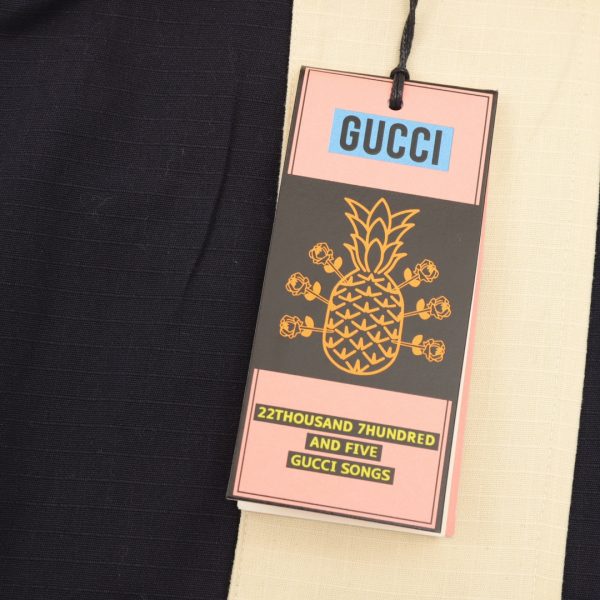 GUCCI
22THOUSAND 7HUNDRED
AND FIVE
GUCCI SONGS